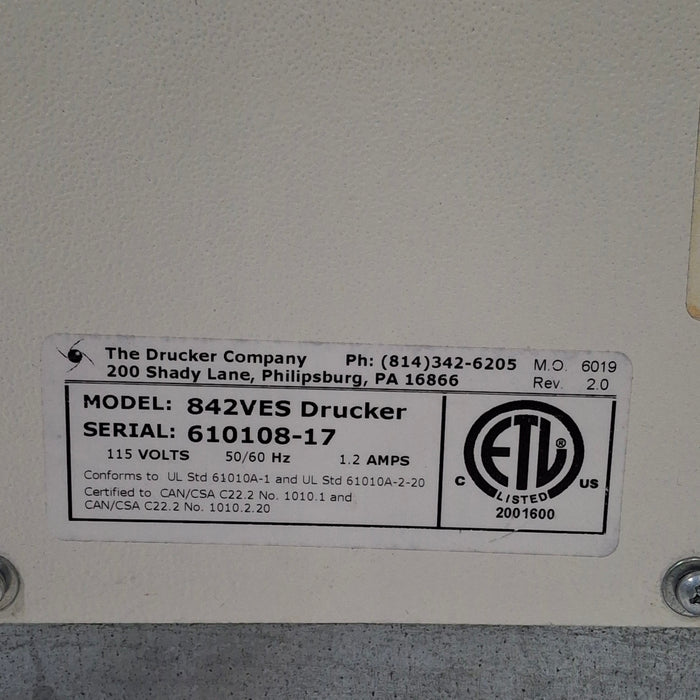 The Drucker Company Ph: (814)342-6205 M.O. 6019
200 Shady Lane, Philipsburg, PA 16866 Rev. 2.0
MODEL: 842VES Drucker
SERIAL: 610108-17
115 VOLTS 50/60 Hz 1.2 AMPS
Conforms to UL Std 61010A-1 and UL Std 61010A-2-20
Certified to CAN/CSA C22.2 No. 1010.1 and
CAN/CSA C22.2 No. 1010.2.20
ETL ®
C LISTED US
2001600